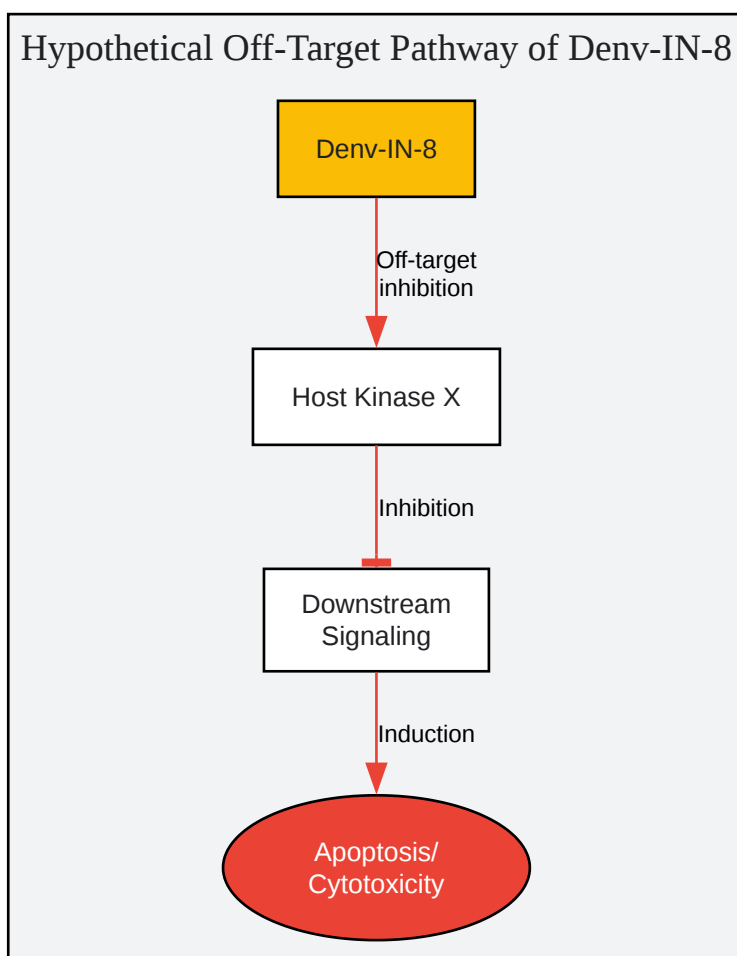 Hypothetical Off-Target Pathway of Denv-IN-8
Denv-IN-8
Off-target
inhibition
Host Kinase X
Inhibition
Downstream
Signaling
Induction
Apoptosis/
Cytotoxicity